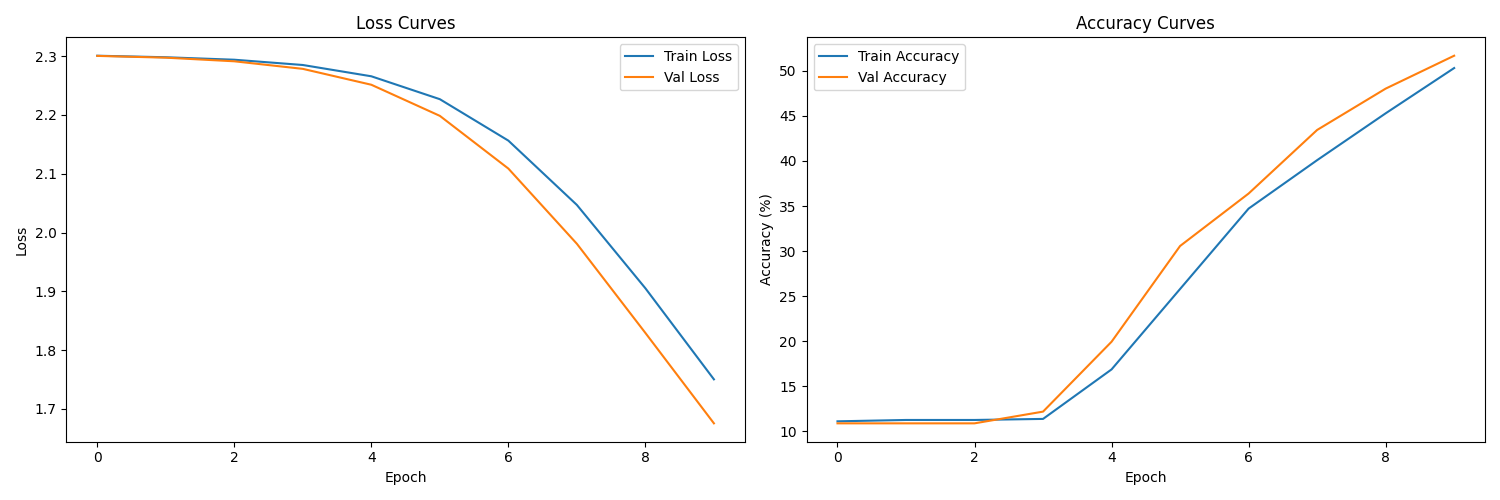 Loss Curves
Train Loss
Val Loss
2.3
2.2
2.1
2.0
1.9
1.8
1.7
Loss
0 2 4 6 8
Epoch
Accuracy Curves
Train Accuracy
Val Accuracy
50
45
40
35
30
25
20
15
10
Accuracy (%)
0 2 4 6 8
Epoch